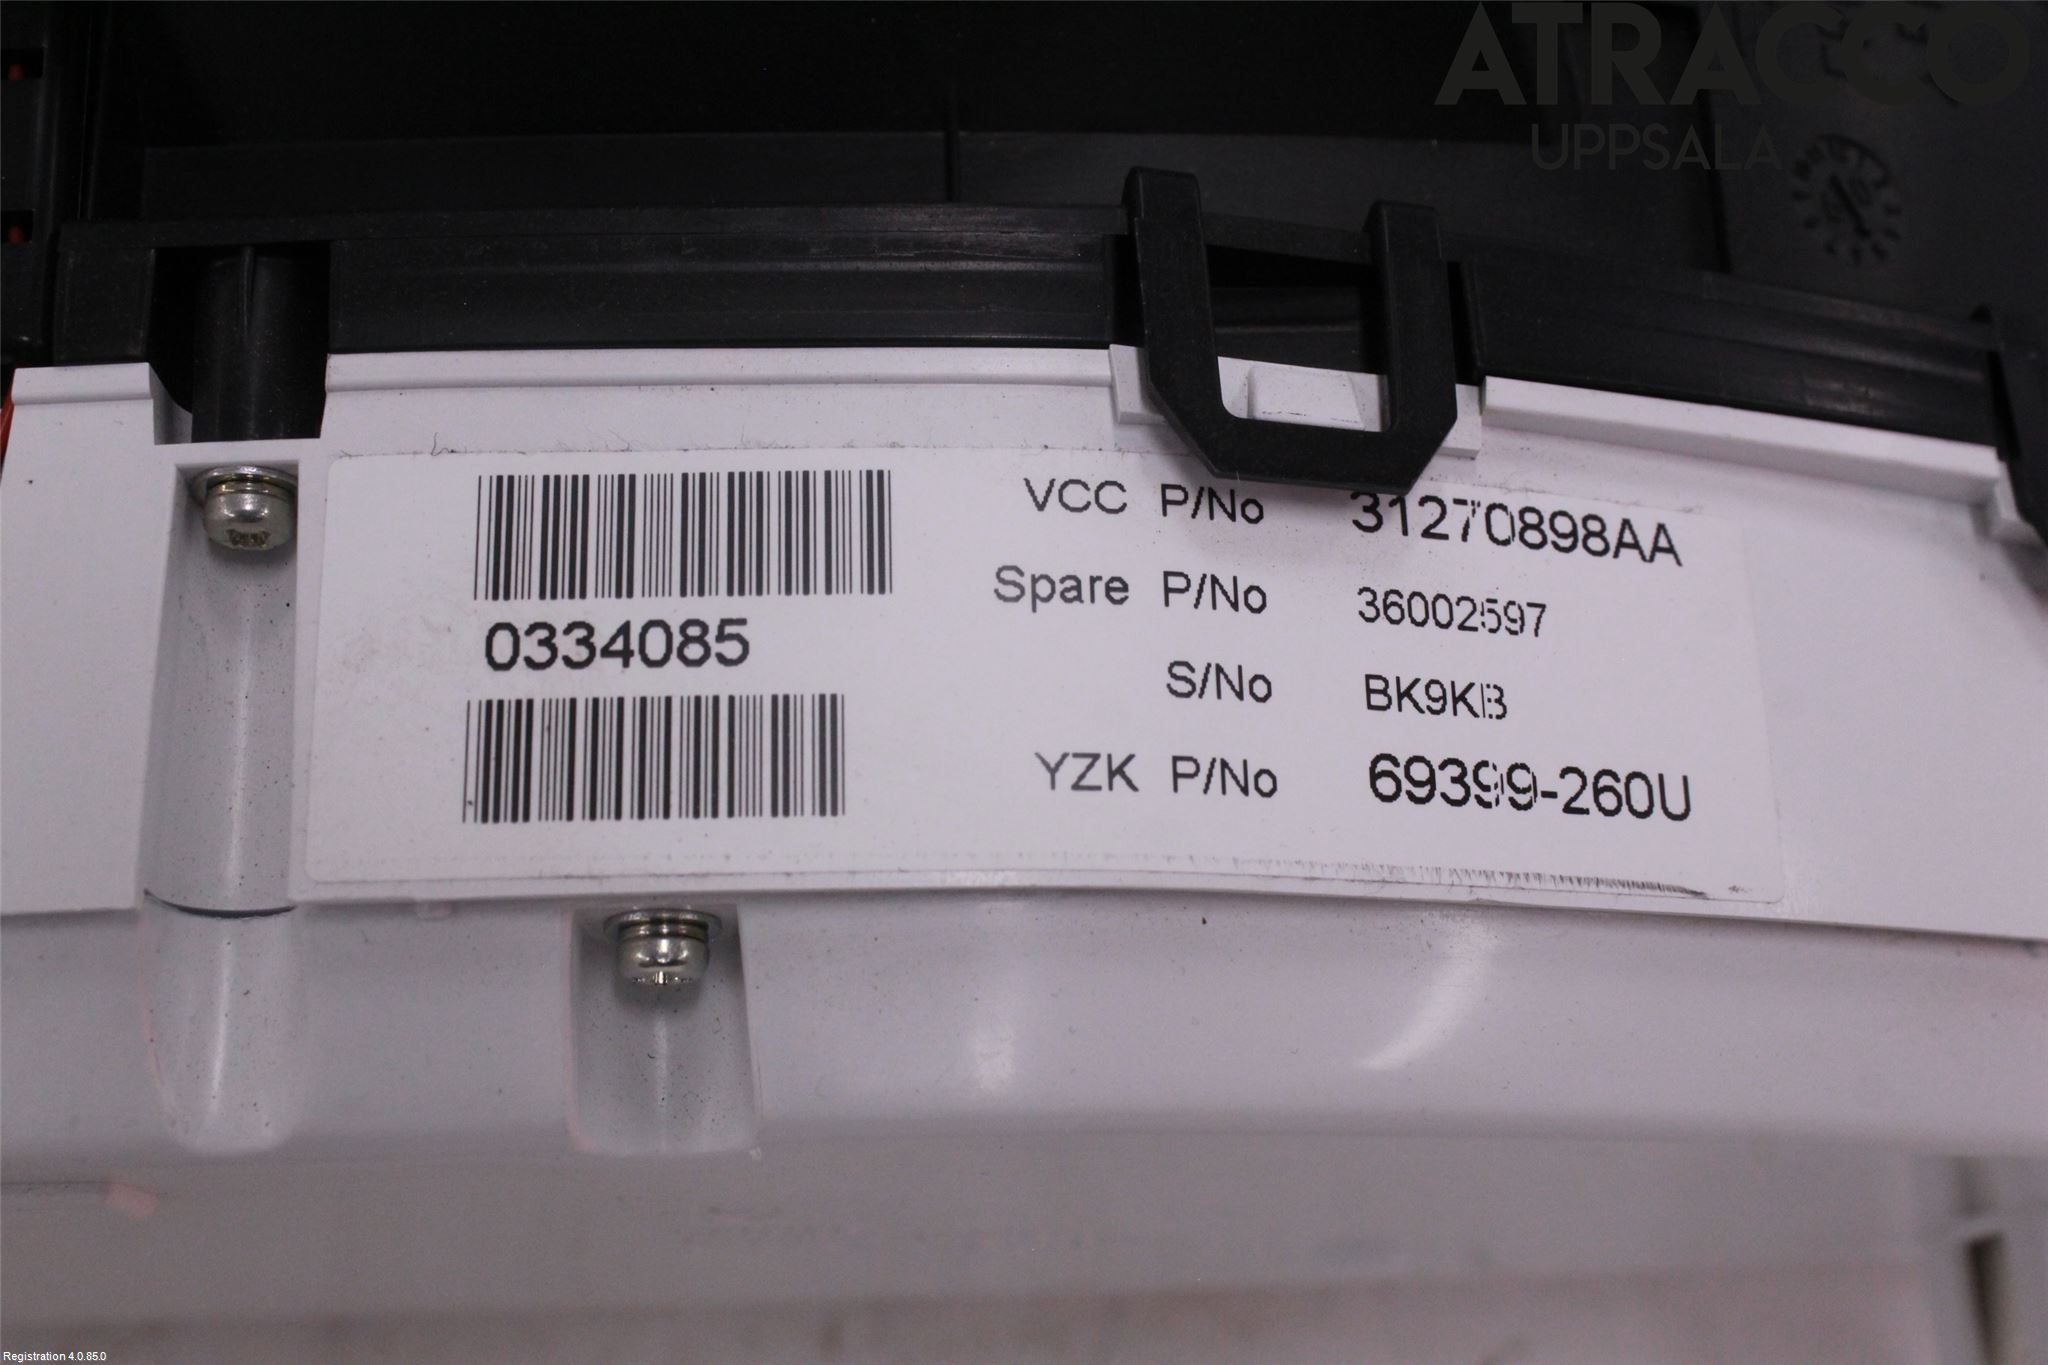 ATRACCO
UPPSALA
VCC P/No 31270898AA
Spare P/No 36002597
0334085
S/No BK9KB
YZK P/No 69399-260U
Registration 4.0.85.0